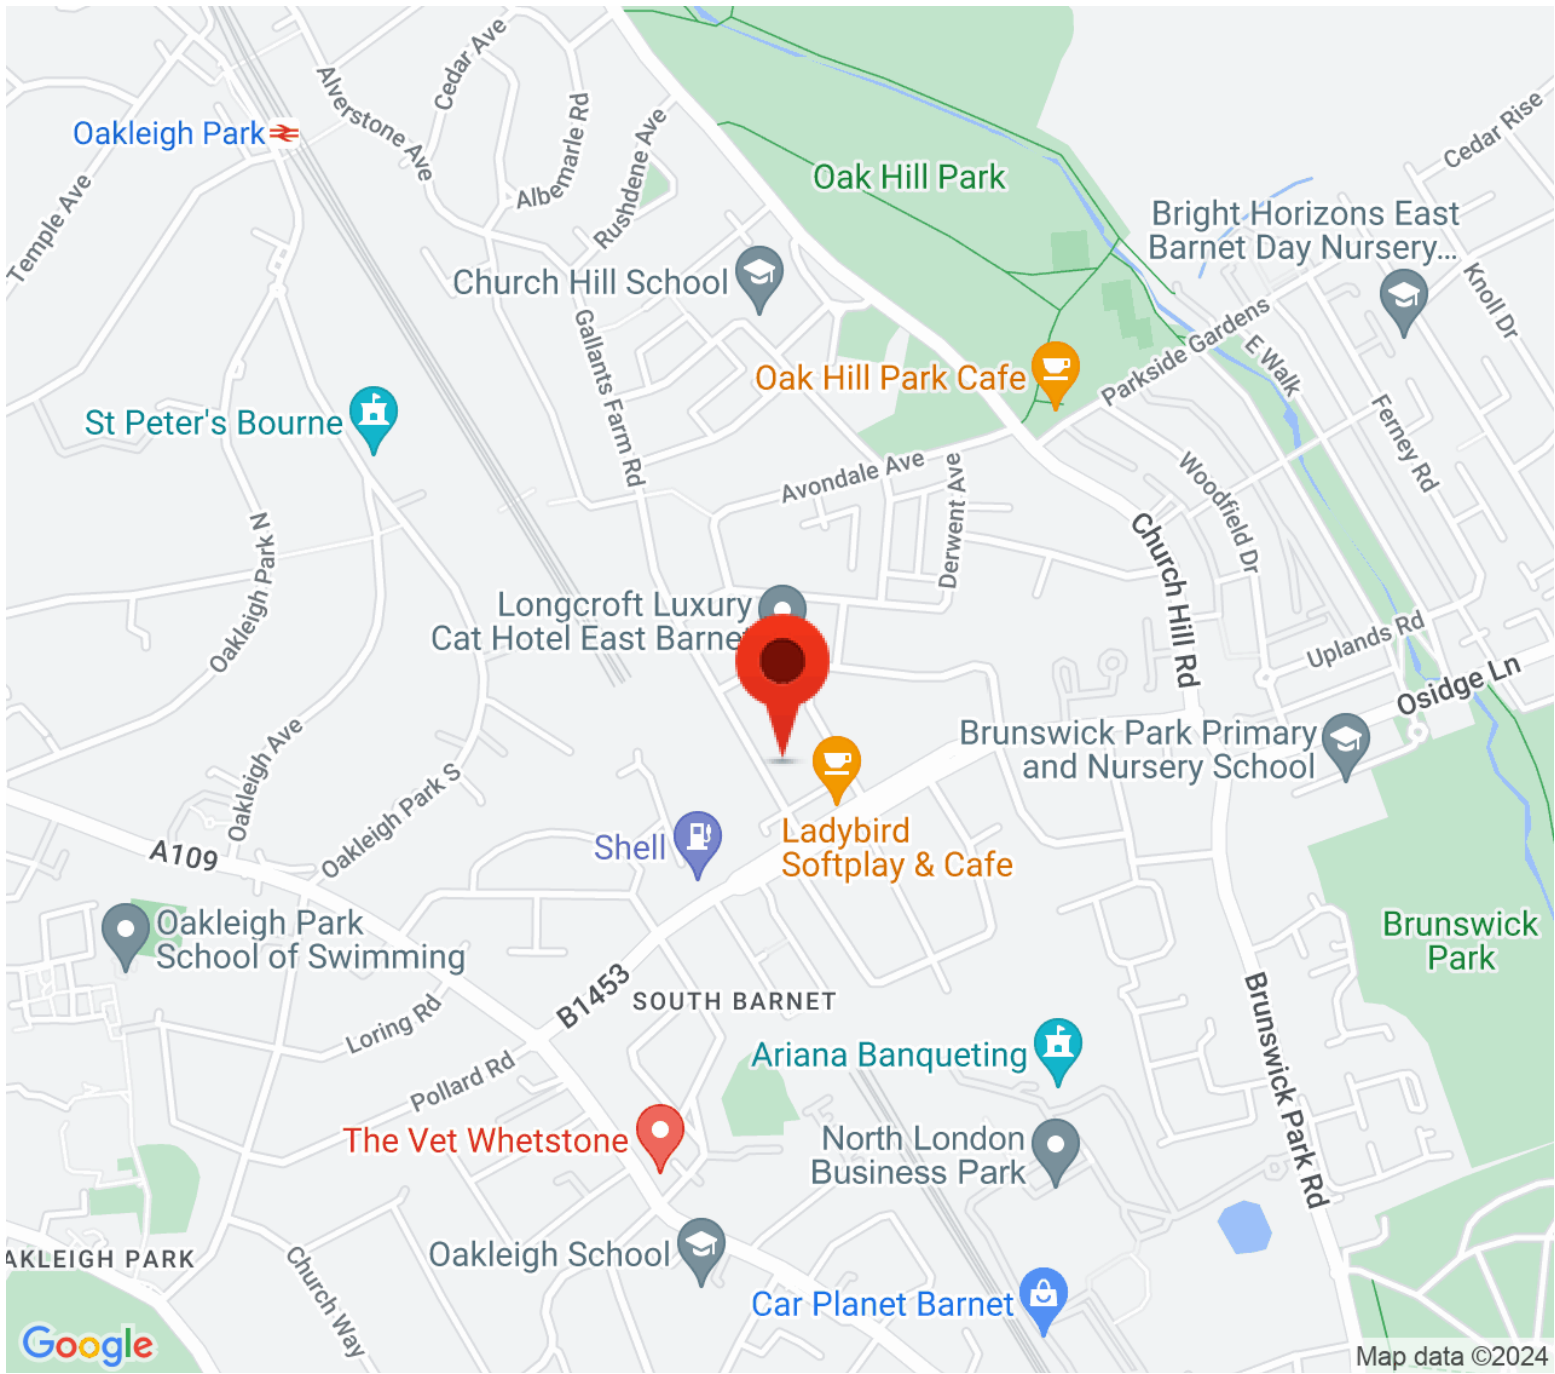 Cedar Ave
Alverstone Ave
Oakleigh Park
Albemarle Rd
Rushdene Ave
Temple Ave
Oak Hill Park
Cedar Rise
Bright Horizons East
Barnet Day Nursery...
Knoll Dr
Church Hill School
Gallants Farm Rd
Parkside Gardens
E Walk
Oak Hill Park Cafe
St Peter's Bourne
Ferney Rd
Avondale Ave
Derwent Ave
Woodfield Dr
Church Hill Rd
Oakleigh Park N
Longcroft Luxury
Cat Hotel East Barnet
Uplands Rd
Osidge Ln
Brunswick Park Primary
and Nursery School
Oakleigh Ave
Oakleigh Park S
A109
Shell
Ladybird
Softplay & Cafe
Oakleigh Park
School of Swimming
Brunswick
Park
B1453
SOUTH BARNET
Loring Rd
Pollard Rd
Ariana Banqueting
Brunswick Park Rd
The Vet Whetstone
North London
Business Park
AKLEIGH PARK
Church Way
Oakleigh School
Car Planet Barnet
Google
Map data ©2024